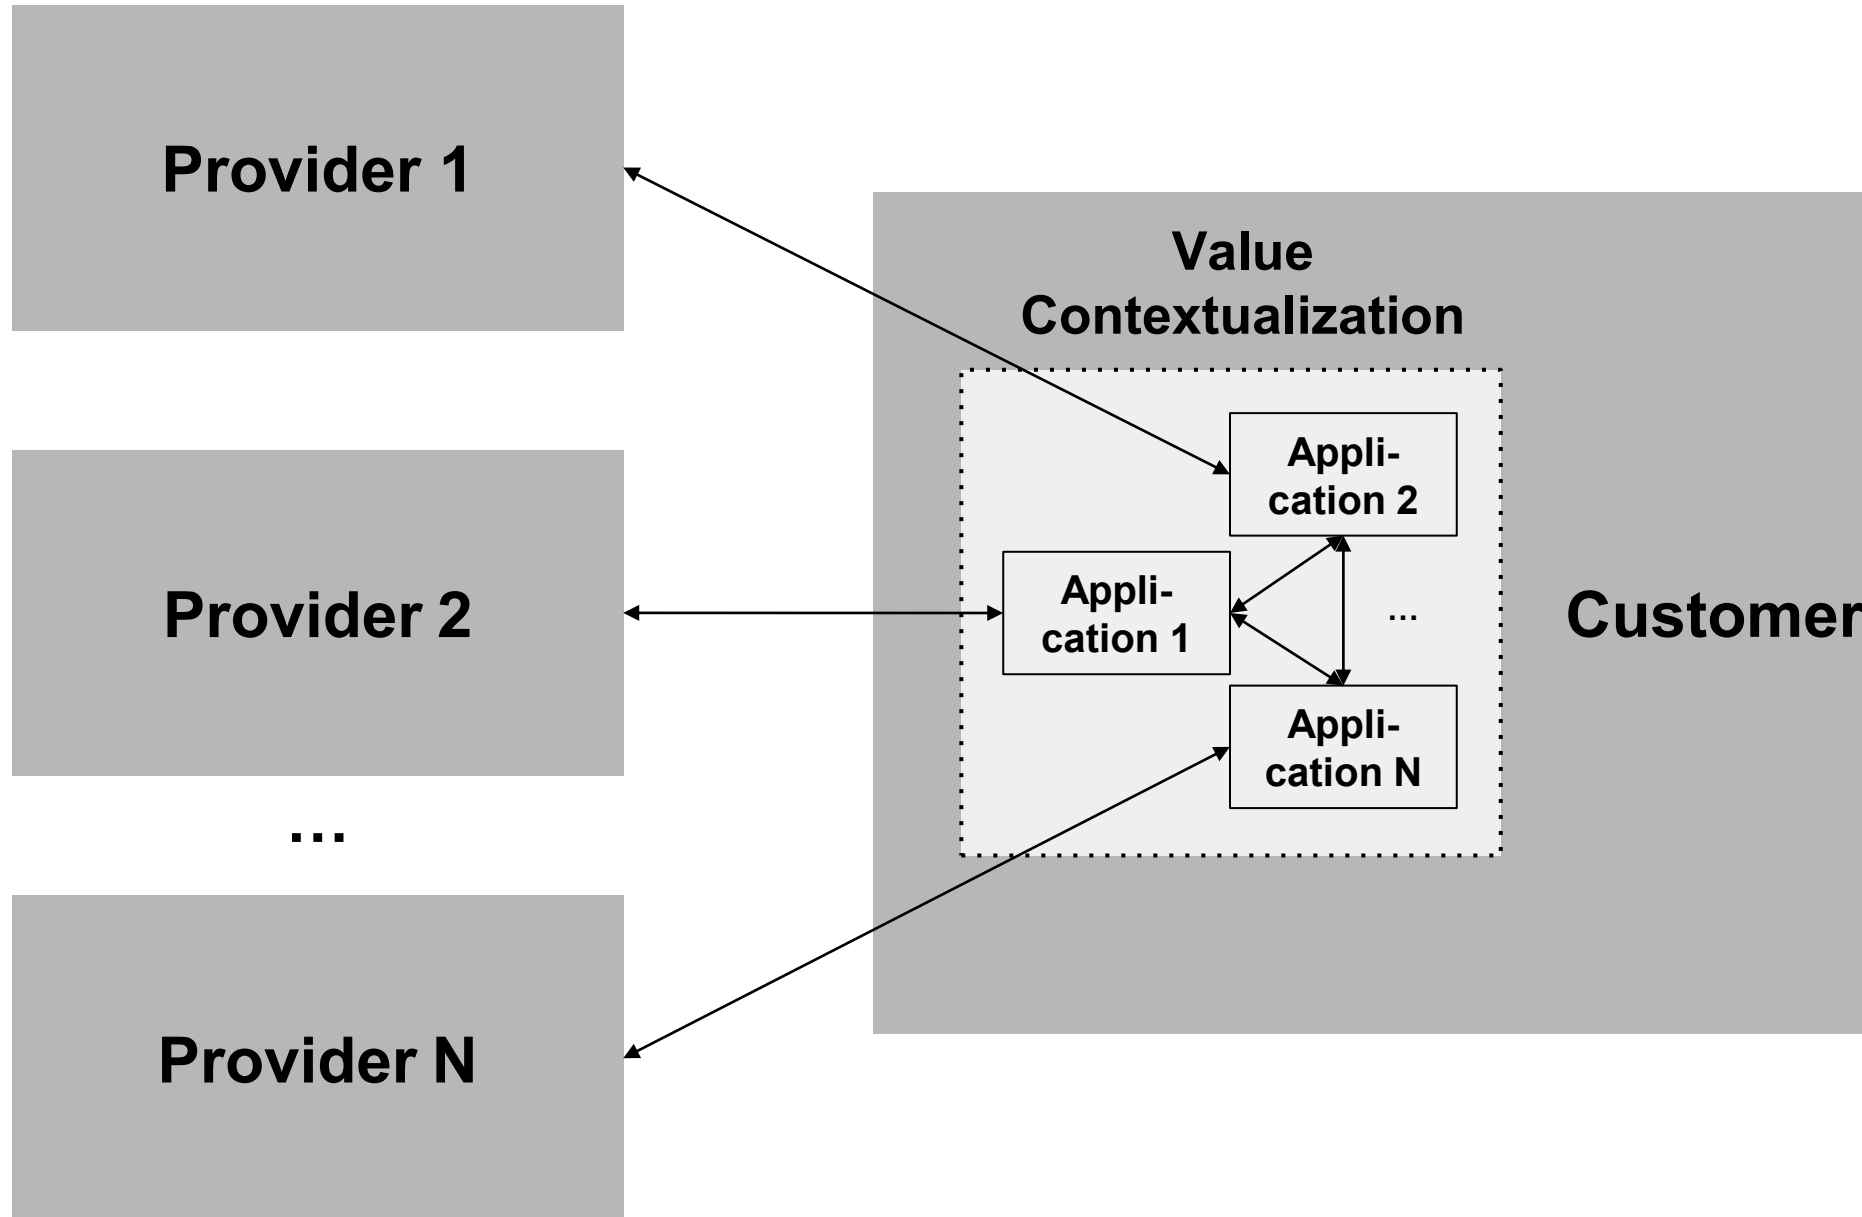 Provider 1
Provider 2
…
Provider N
Value
Contextualization
Appli-
cation 2
Appli-
cation 1
…
Appli-
cation N
Customer